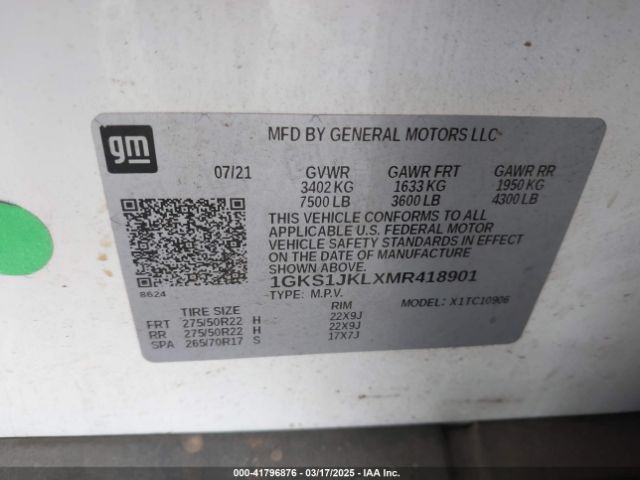 gm
MFD BY GENERAL MOTORS LLC
07/21 GVWR GAWR FRT GAWR RR
3402 KG 1633 KG 1950 KG
7500 LB 3600 LB 4300 LB
THIS VEHICLE CONFORMS TO ALL
APPLICABLE U.S. FEDERAL MOTOR
VEHICLE SAFETY STANDARDS IN EFFECT
ON THE DATE OF MANUFACTURE
SHOWN ABOVE.
8624 1GKS1JKLXMR418901
TYPE: M.P.V. MODEL: X1TC10906
TIRE SIZE RIM
FRT 275/50R22 H 22X9J
RR 275/50R22 H 22X9J
SPA 265/70R17 S 17X7J
000-41796876 - 03/17/2025 - IAA Inc.